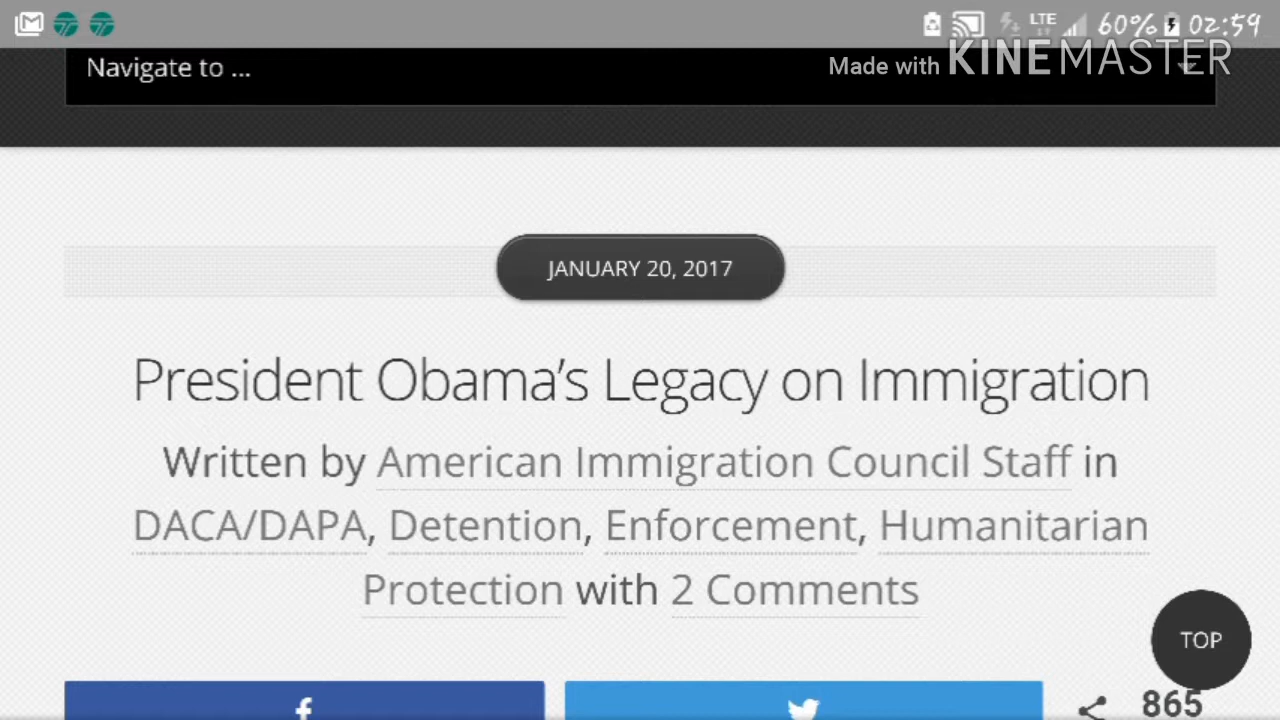 LTE 60% 02:59
Navigate to ...
Made with KINEMASTER
JANUARY 20, 2017
President Obama's Legacy on Immigration
Written by American Immigration Council Staff in
DACA/DAPA, Detention, Enforcement, Humanitarian
Protection with 2 Comments
TOP
865